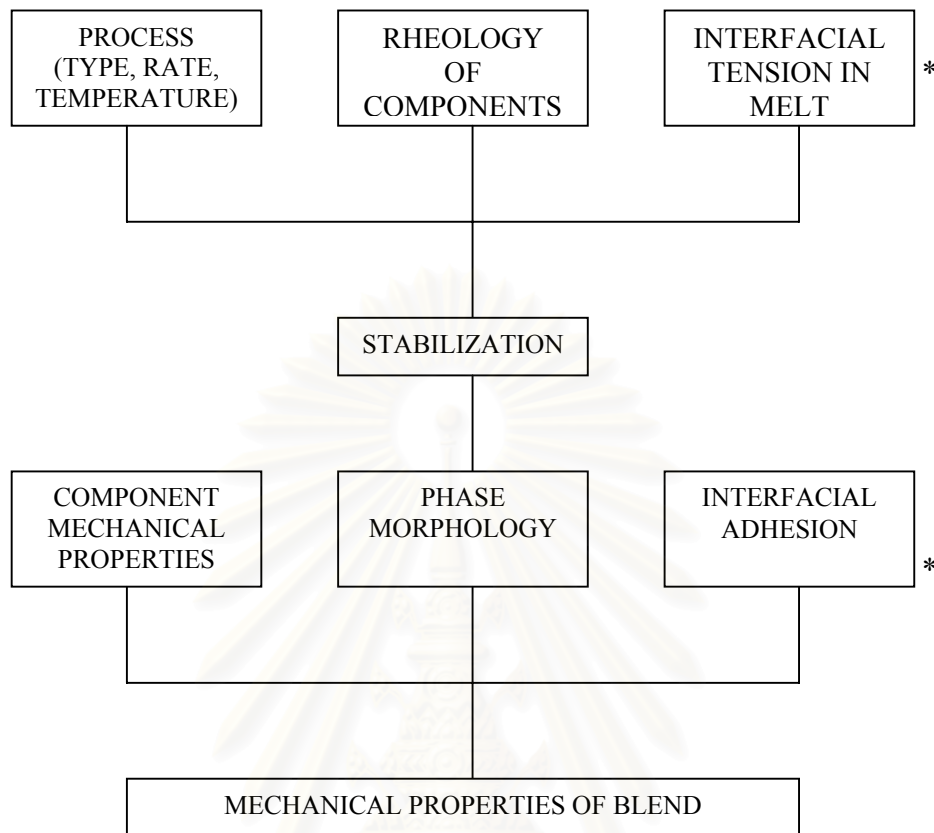 PROCESS
(TYPE, RATE,
TEMPERATURE)
RHEOLOGY
OF
COMPONENTS
INTERFACIAL
TENSION IN
MELT
*
STABILIZATION
COMPONENT
MECHANICAL
PROPERTIES
PHASE
MORPHOLOGY
INTERFACIAL
ADHESION
*
MECHANICAL PROPERTIES OF BLEND